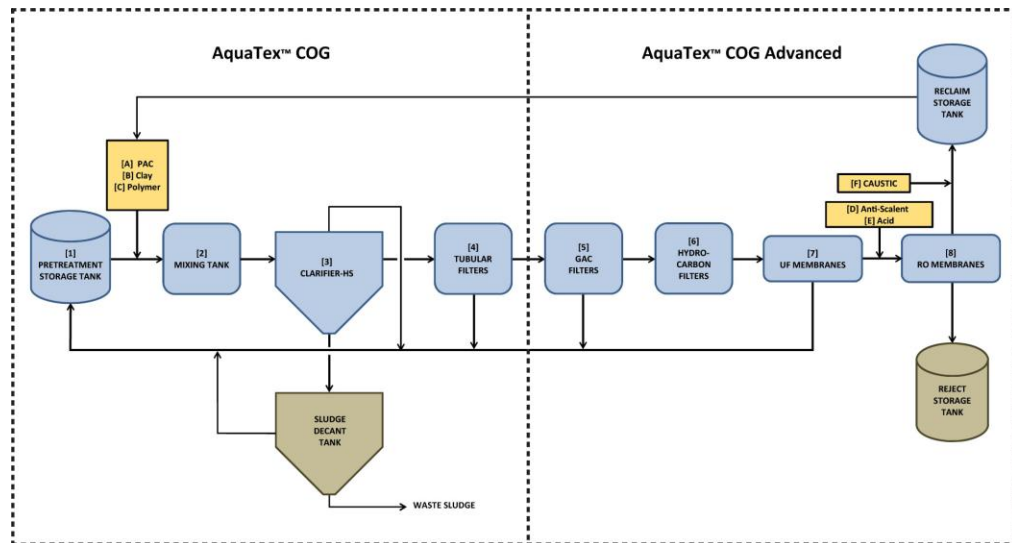 AquaTex™ COG
AquaTex™ COG Advanced
RECLAIM
STORAGE
TANK
[A] PAC
[B] Clay
[C] Polymer
[F] CAUSTIC
[D] Anti-Scalent
[E] Acid
[1]
PRETREATMENT
STORAGE TANK
[2]
MIXING TANK
[3]
CLARIFIER-HS
[4]
TUBULAR
FILTERS
[5]
GAC
FILTERS
[6]
HYDRO-
CARBON
FILTERS
[7]
UF MEMBRANES
[8]
RO MEMBRANES
REJECT
STORAGE
TANK
SLUDGE
DECANT
TANK
WASTE SLUDGE